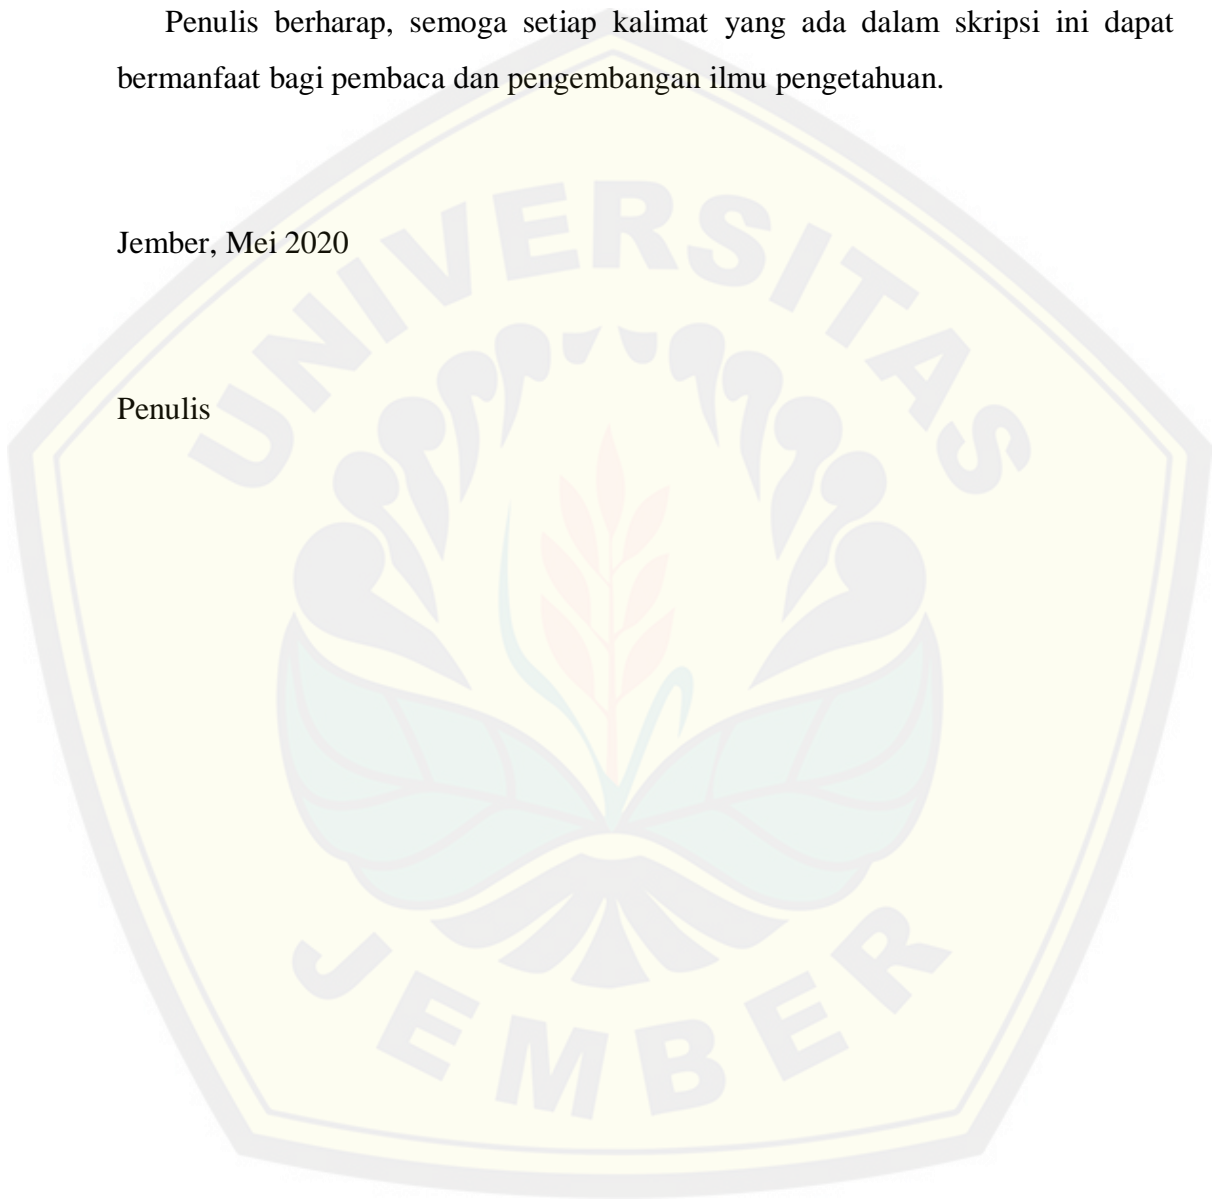 Penulis berharap, semoga setiap kalimat yang ada dalam skripsi ini dapat
bermanfaat bagi pembaca dan pengembangan ilmu pengetahuan.
Jember, Mei 2020
Penulis
UNIVERSITAS
JEMBER